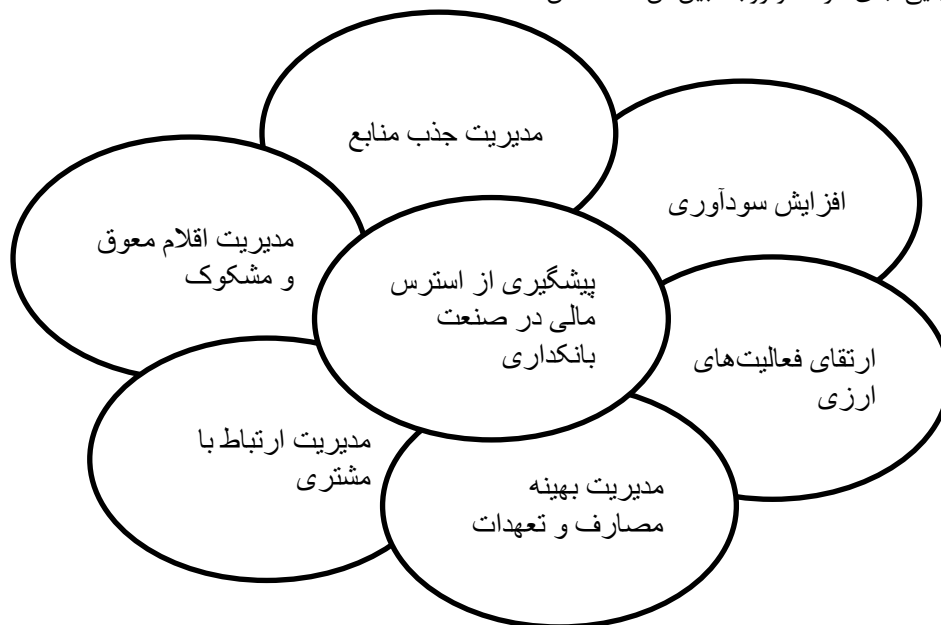 مدیریت جذب منابع
افزایش سودآوری
مدیریت اقلام معوق
و مشکوک
پیشگیری از استرس
مالی در صنعت
بانکداری
ارتقای فعالیت‌های
ارزی
مدیریت ارتباط با
مشتری
مدیریت بهینه
مصارف و تعهدات